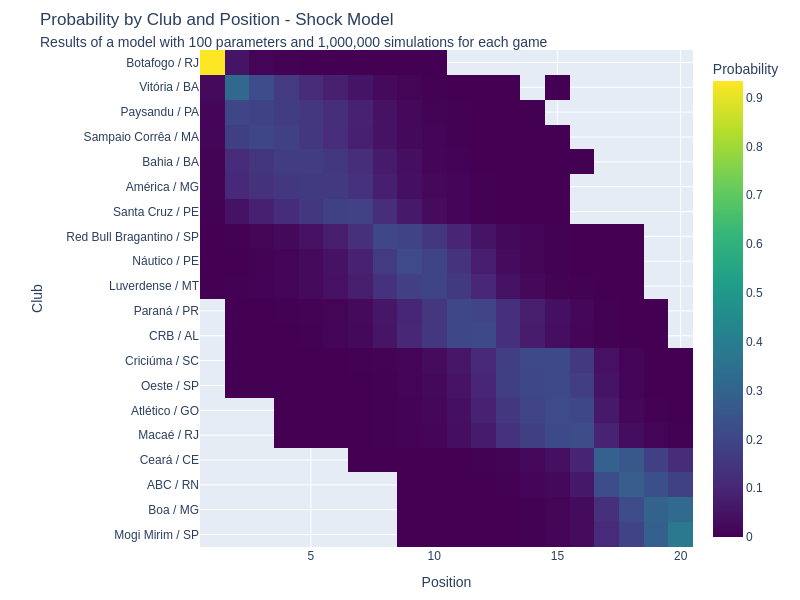 Probability by Club and Position - Shock Model
Results of a model with 100 parameters and 1,000,000 simulations for each game
Probability
Club
Botafogo / RJ
Vitória / BA
Paysandu / PA
Sampaio Corrêa / MA
Bahia / BA
América / MG
Santa Cruz / PE
Red Bull Bragantino / SP
Náutico / PE
Luverdense / MT
Paraná / PR
CRB / AL
Criciúma / SC
Oeste / SP
Atlético / GO
Macaé / RJ
Ceará / CE
ABC / RN
Boa / MG
Mogi Mirim / SP
0.9
0.8
0.7
0.6
0.5
0.4
0.3
0.2
0.1
0
5
10
15
20
Position